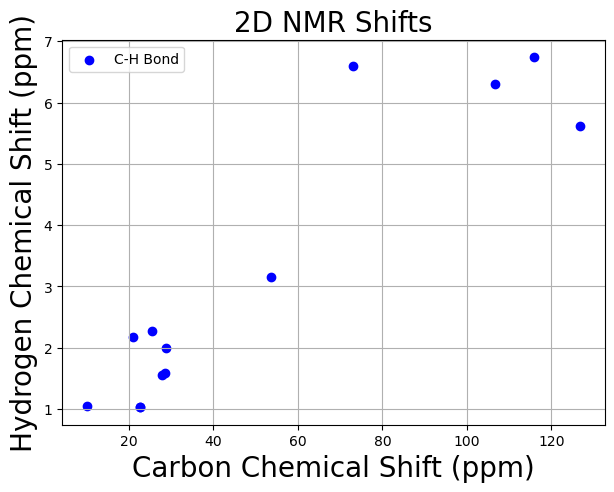 2D NMR Shifts
C-H Bond
Hydrogen Chemical Shift (ppm)
7
6
5
4
3
2
1
20 40 60 80 100 120
Carbon Chemical Shift (ppm)